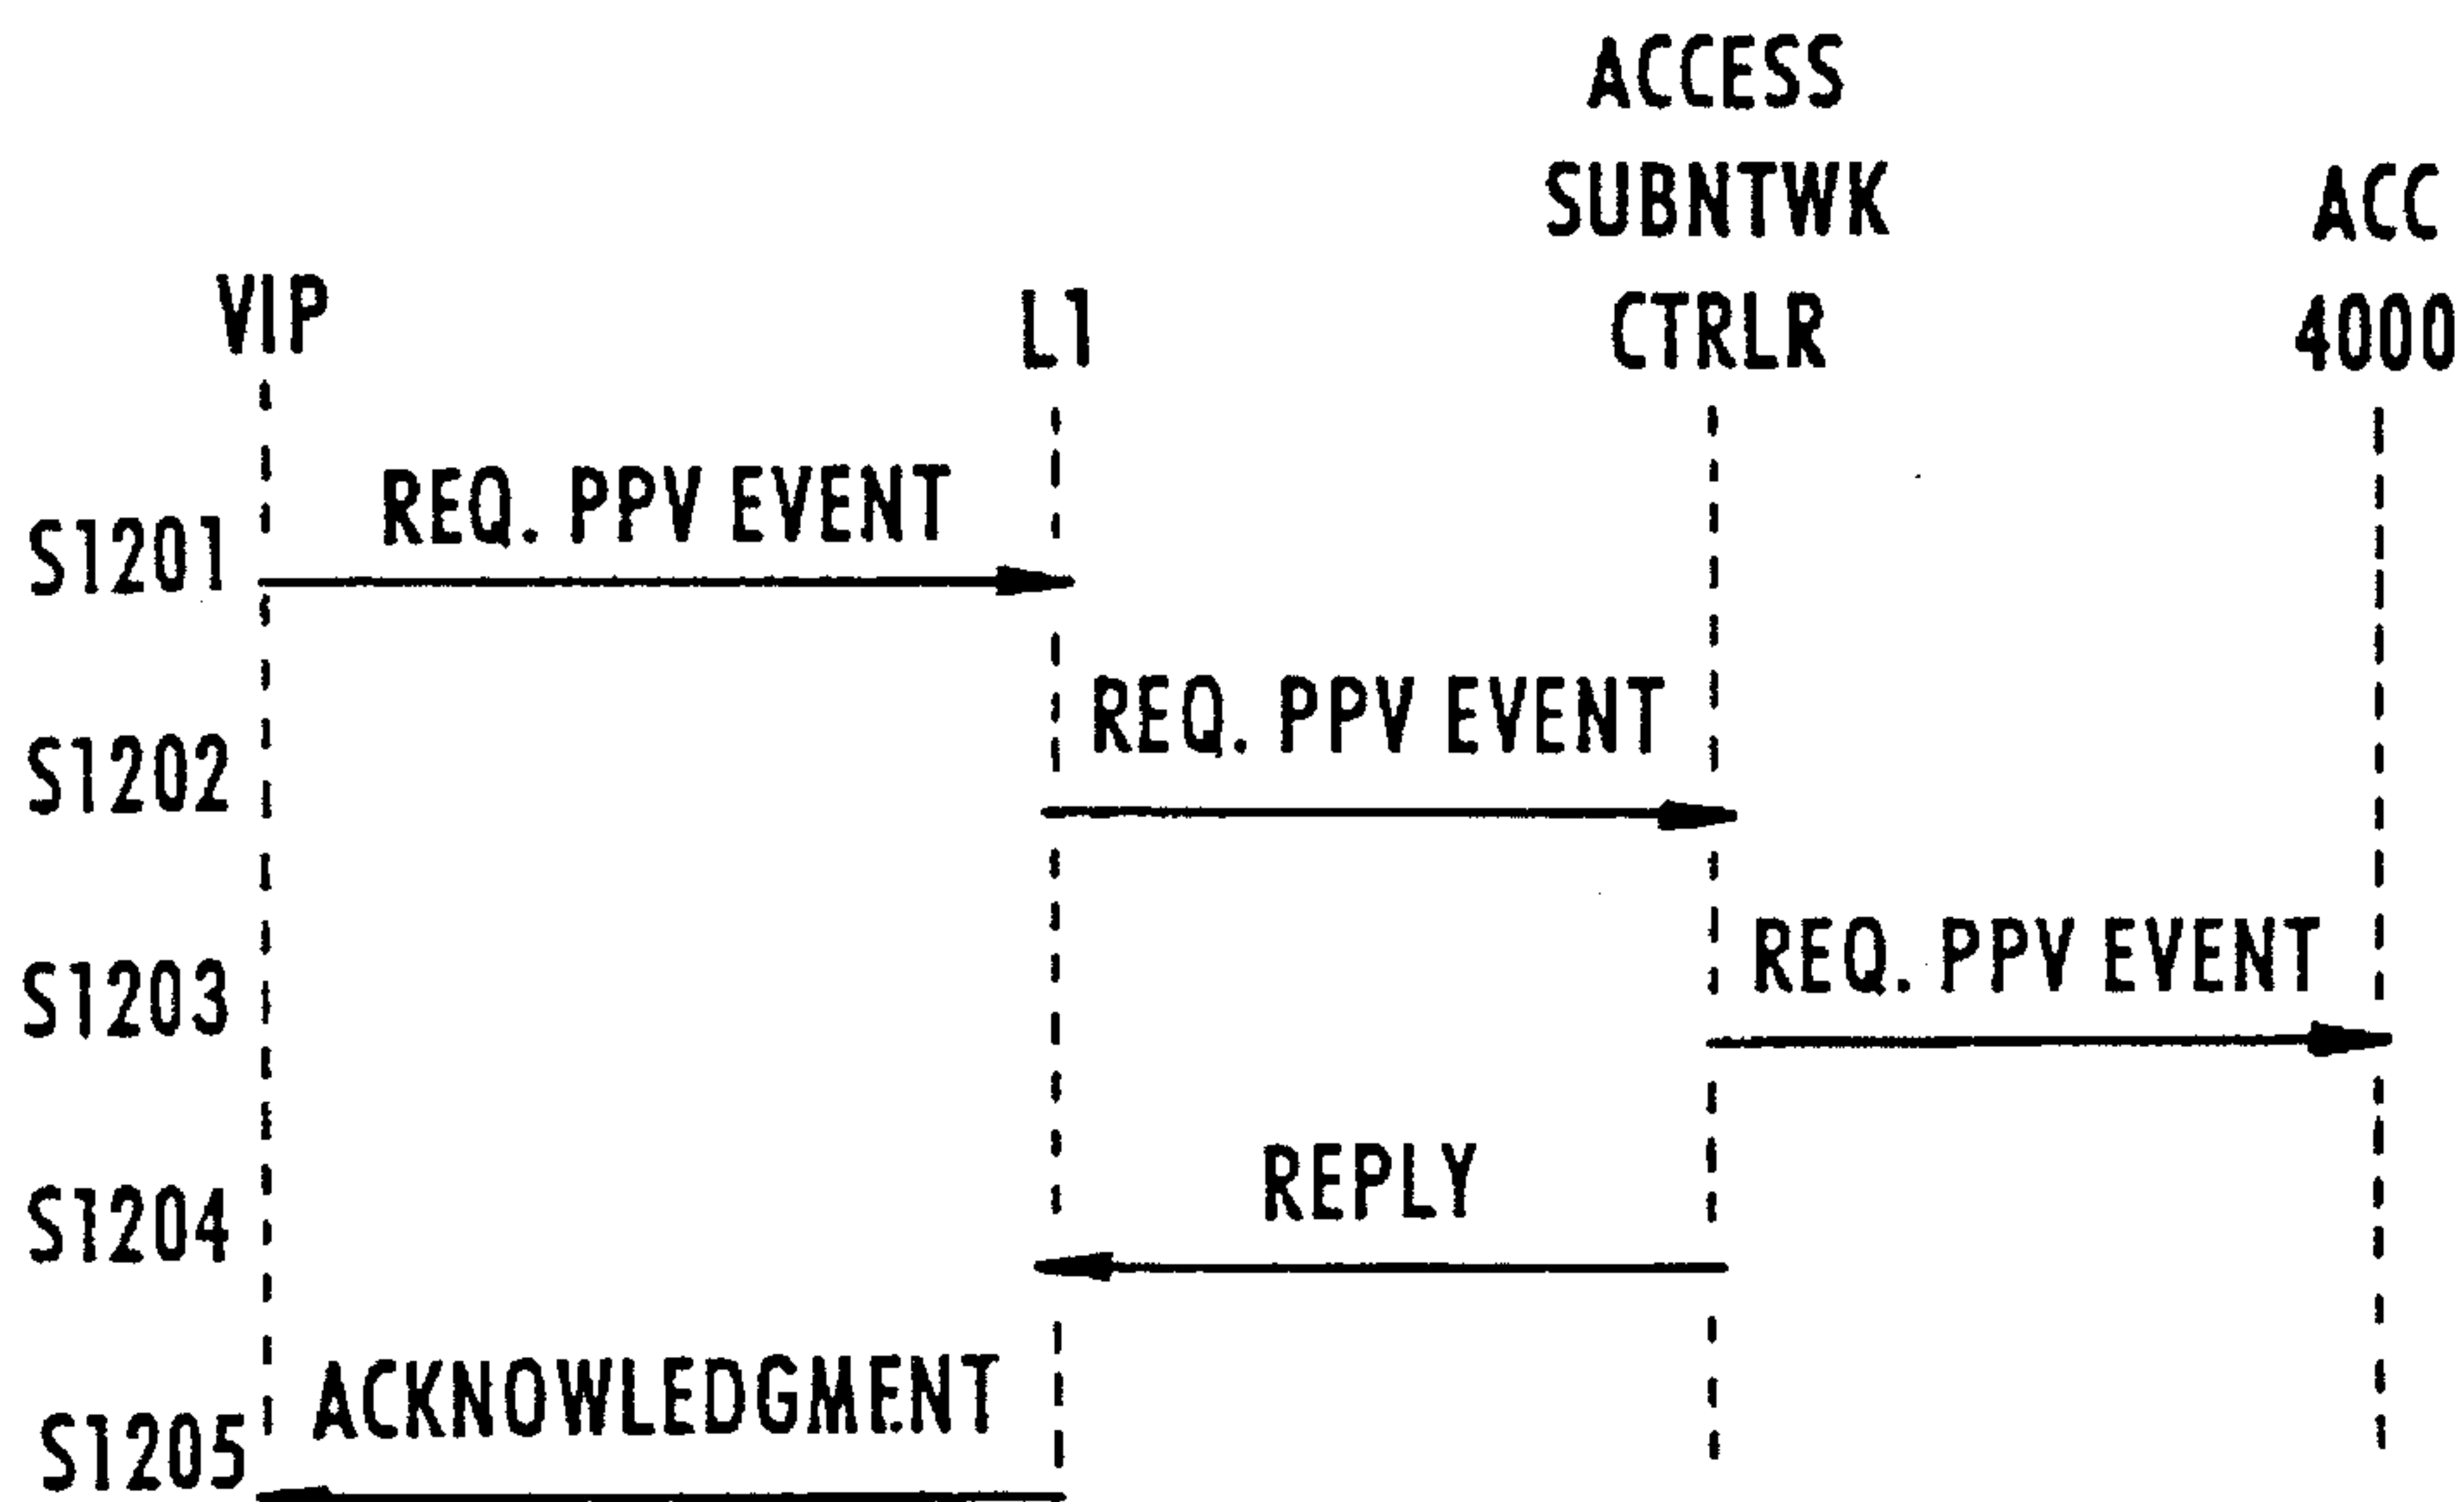 ACCESS
SUBNTWK
CTRLR
ACC
4000
VIP
L1
REQ. PPV EVENT
S1201
REQ. PPV EVENT
S1202
REQ. PPV EVENT
S1203
REPLY
S1204
ACKNOWLEDGMENT
S1205